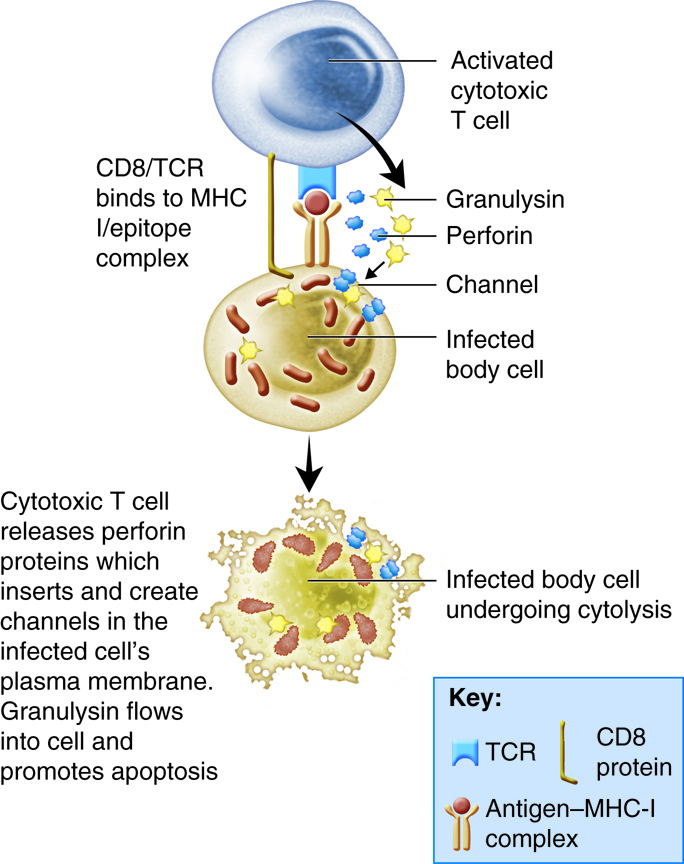 Activated
cytotoxic
T cell
CD8/TCR
binds to MHC
I/epitope
complex
Granulysin
Perforin
Channel
Infected
body cell
Cytotoxic T cell
releases perforin
proteins which
inserts and create
channels in the
infected cell's
plasma membrane.
Granulysin flows
into cell and
promotes apoptosis
Infected body cell
undergoing cytolysis
Key:
TCR
CD8
protein
Antigen–MHC-I
complex